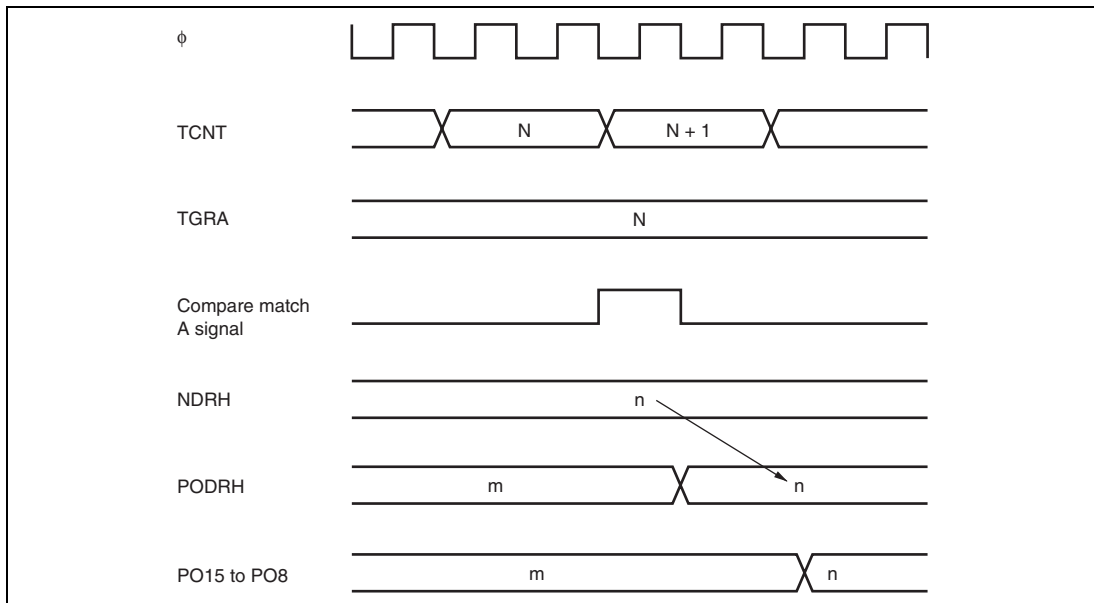 ϕ
TCNT N N + 1
TGRA N
Compare match
A signal
NDRH n
PODRH m n
PO15 to PO8 m n